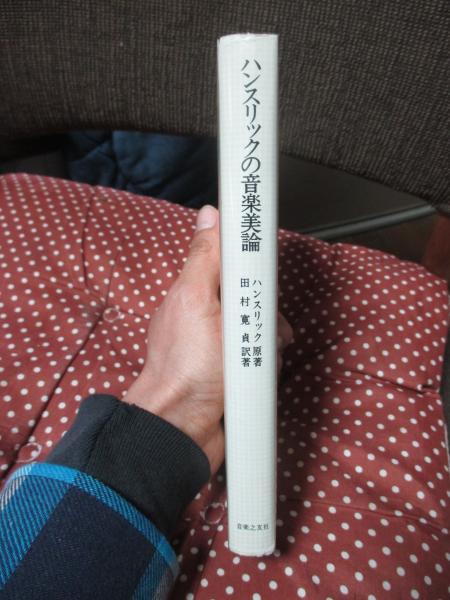 ハンスリックの音楽美論
ハンスリック 原著
田村寛貞 訳著
音楽之友社